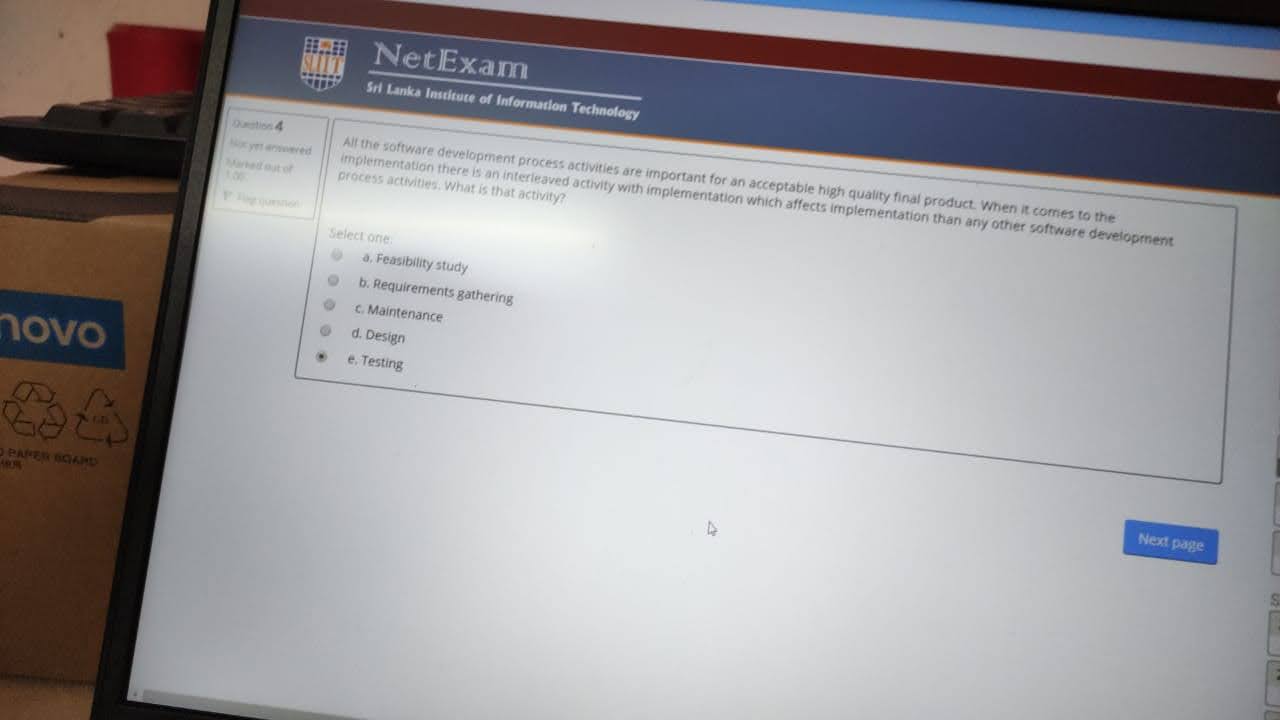 SLIIT
NetExam
Sri Lanka Institute of Information Technology
Question 4
Not yet answered
Marked out of
1.00
Flag question
All the software development process activities are important for an acceptable high quality final product. When it comes to the
implementation there is an interleaved activity with implementation which affects implementation than any other software development
process activities. What is that activity?
Select one:
a. Feasibility study
b. Requirements gathering
c. Maintenance
d. Design
e. Testing
Next page
novo
PAPER BOARD